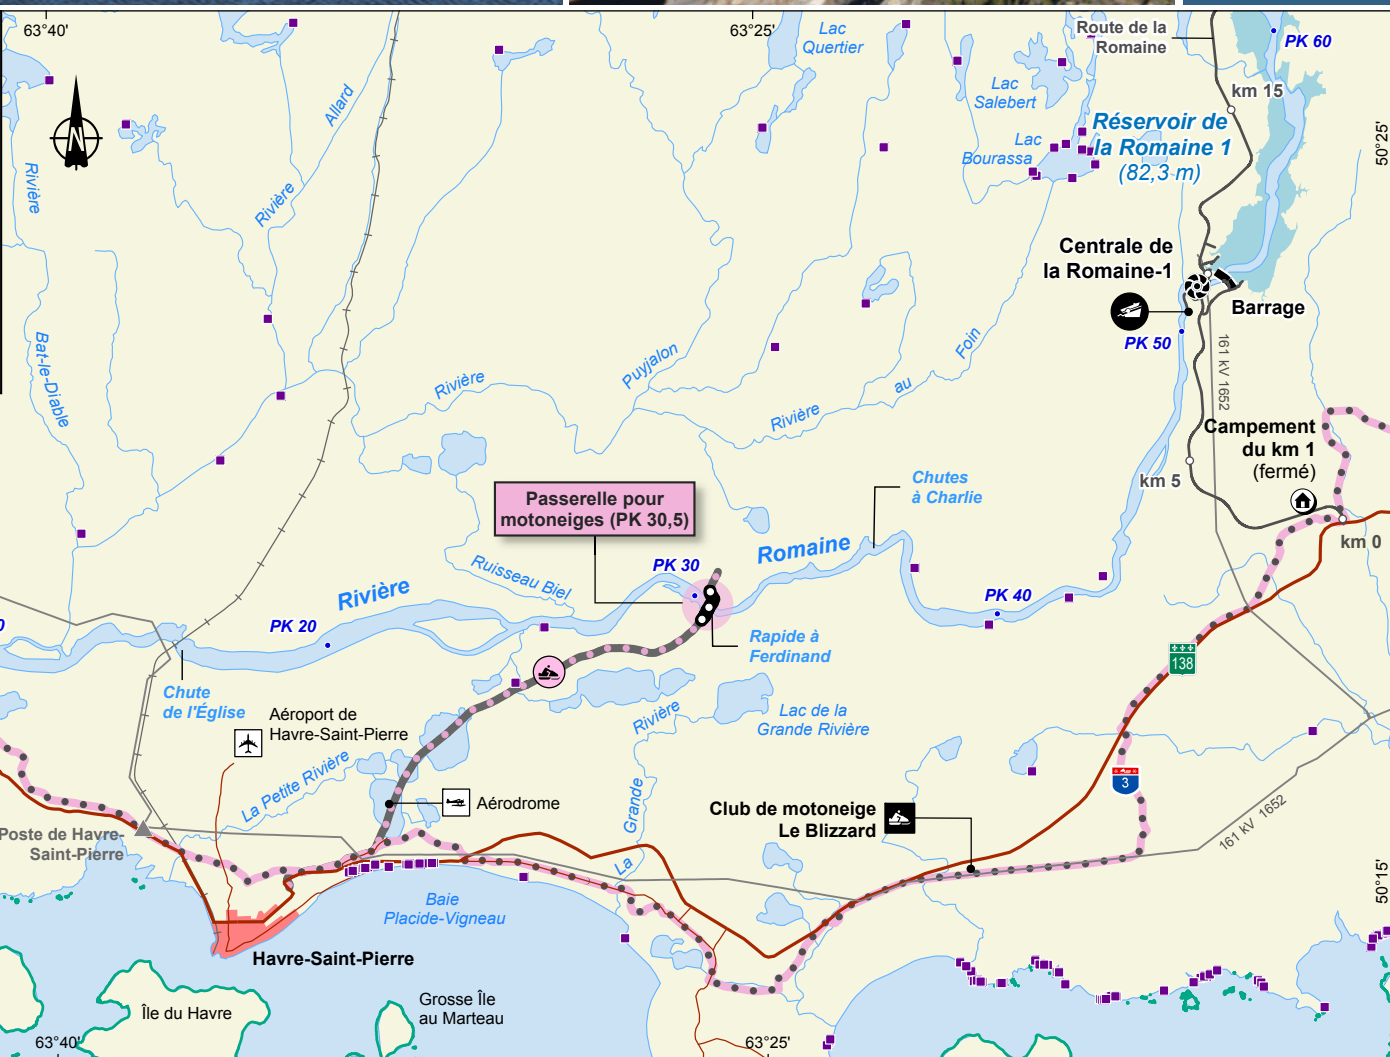 63°40'
63°25'
Lac
Quertier
Route de la
Romaine
PK 60
km 15
Lac
Salebert
Allard
N
Réservoir de
la Romaine 1
(82,3 m)
Lac
Bourassa
50°25'
Rivière
Rivière
Centrale de
la Romaine-1
Barrage
PK 50
161 kV 1652
Bat-le-Diable
Rivière
Puyjalon
Rivière
au
Foin
Campement
du km 1
(fermé)
Chutes
à Charlie
km 5
Passerelle pour
motoneiges (PK 30,5)
km 0
Romaine
Ruisseau Biel
PK 30
Rivière
PK 40
0
PK 20
Rapide à
Ferdinand
138
Chute
de l'Église
Aéroport de
Havre-Saint-Pierre
Rivière
Lac de la
Grande Rivière
La Petite Rivière
3
Aérodrome
Grande
La
Club de motoneige
Le Blizzard
161 kV 1652
Poste de Havre-
Saint-Pierre
50°15'
Baie
Placide-Vigneau
Havre-Saint-Pierre
Île du Havre
Grosse Île
au Marteau
63°40'
63°25'